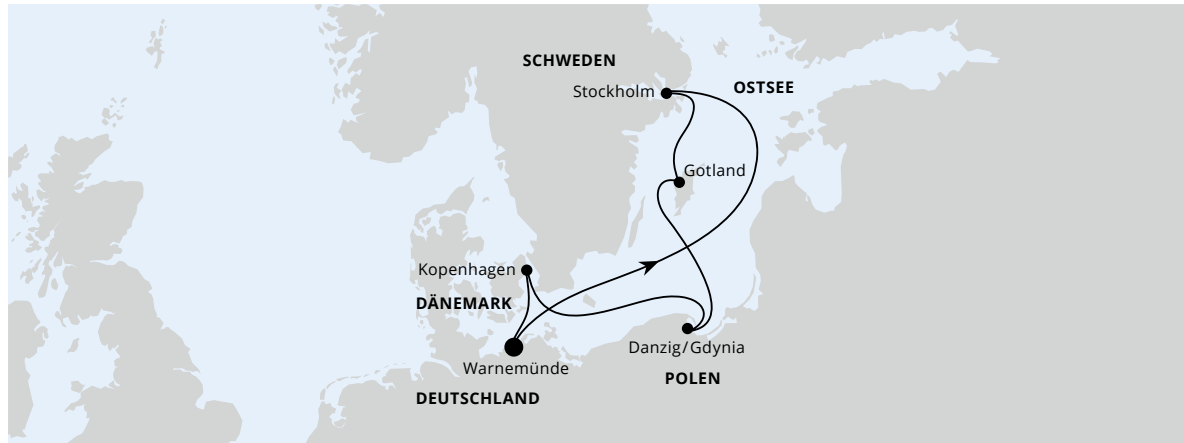 SCHWEDEN
Stockholm
OSTSEE
Gotland
Kopenhagen
DÄNEMARK
Danzig/Gdynia
Warnemünde
POLEN
DEUTSCHLAND